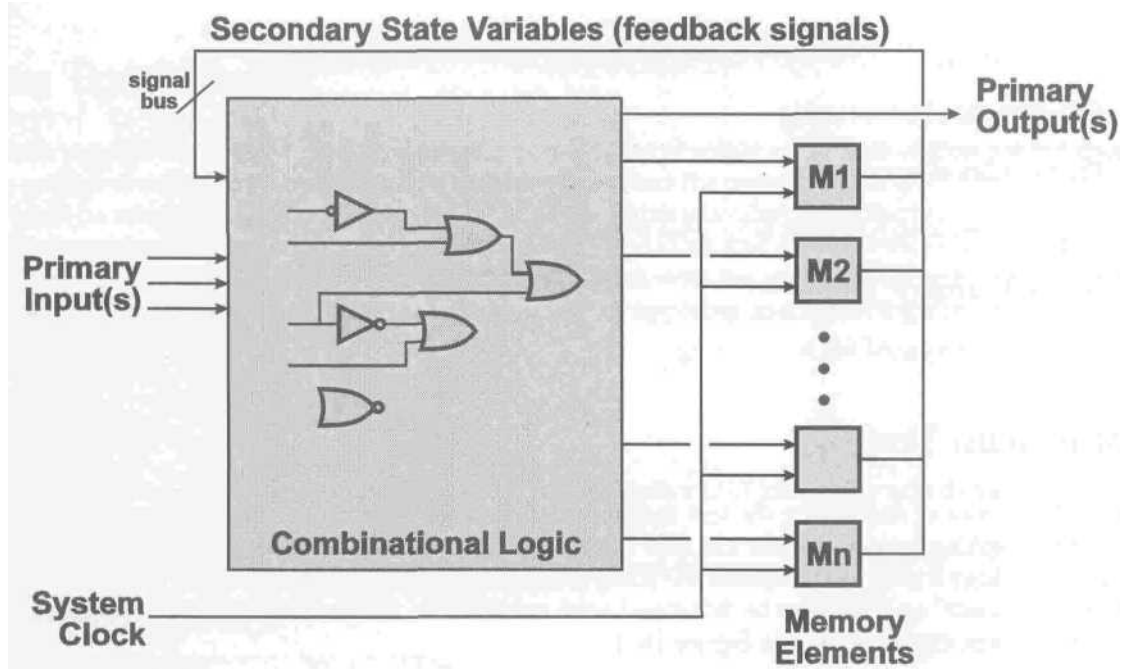 Secondary State Variables (feedback signals)
signal
bus
Primary
Output(s)
M1
M2
Primary
Input(s)
Combinational Logic
Mn
System
Clock
Memory
Elements